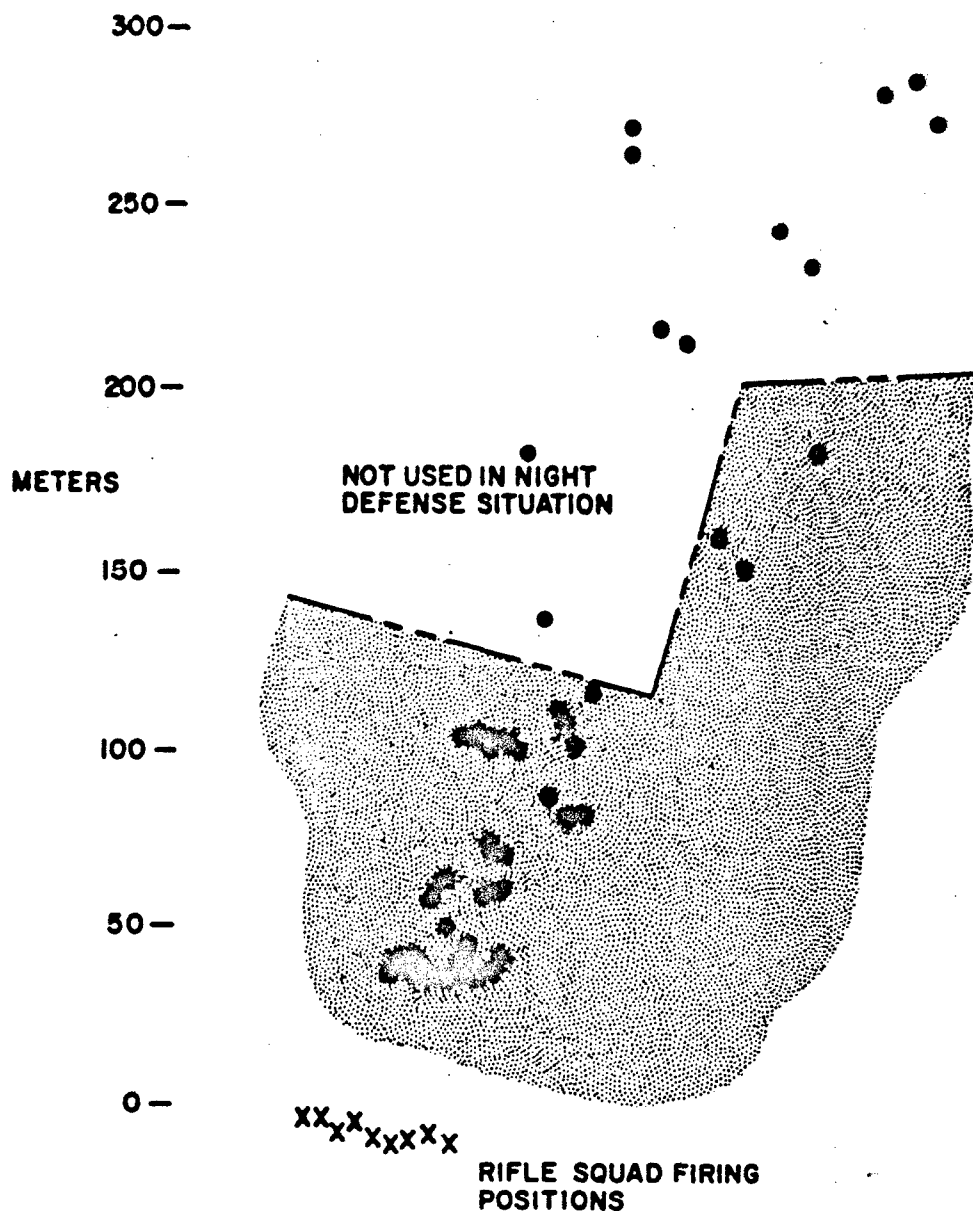 300—
250—
200—
METERS
NOT USED IN NIGHT
DEFENSE SITUATION
150—
100—
50—
0—
X X X X X X X X X
RIFLE SQUAD FIRING
POSITIONS